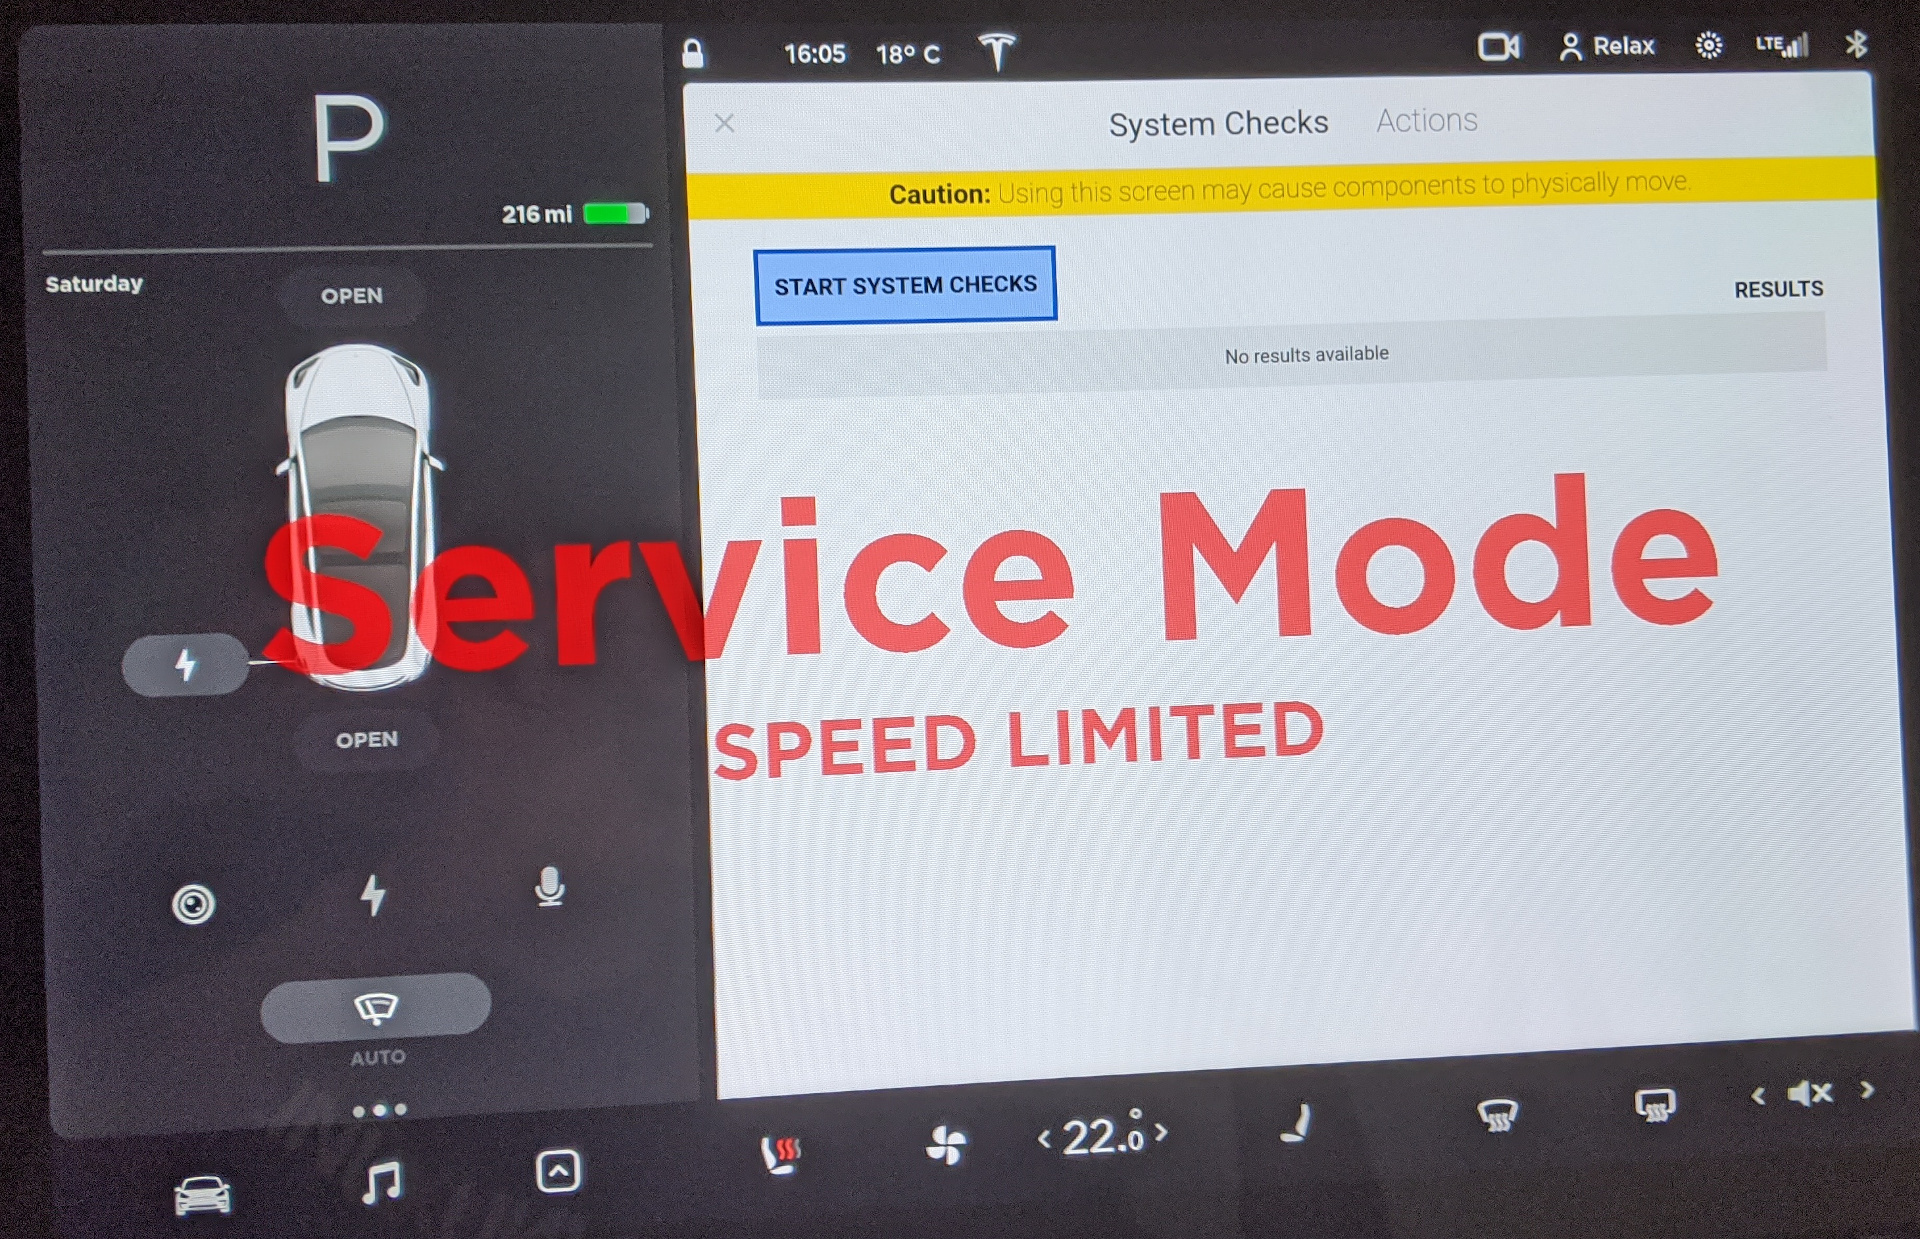 P
216 mi
Saturday
OPEN
OPEN
AUTO
16:05 18° C
Relax
LTE
System Checks Actions
Caution: Using this screen may cause components to physically move.
START SYSTEM CHECKS
RESULTS
No results available
Service Mode
SPEED LIMITED
< 22.0° >
< >